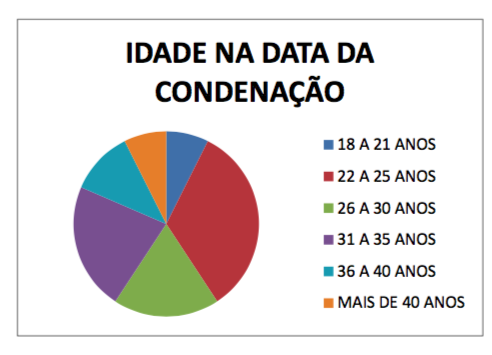 IDADE NA DATA DA
CONDENAÇÃO
18 A 21 ANOS
22 A 25 ANOS
26 A 30 ANOS
31 A 35 ANOS
36 A 40 ANOS
MAIS DE 40 ANOS